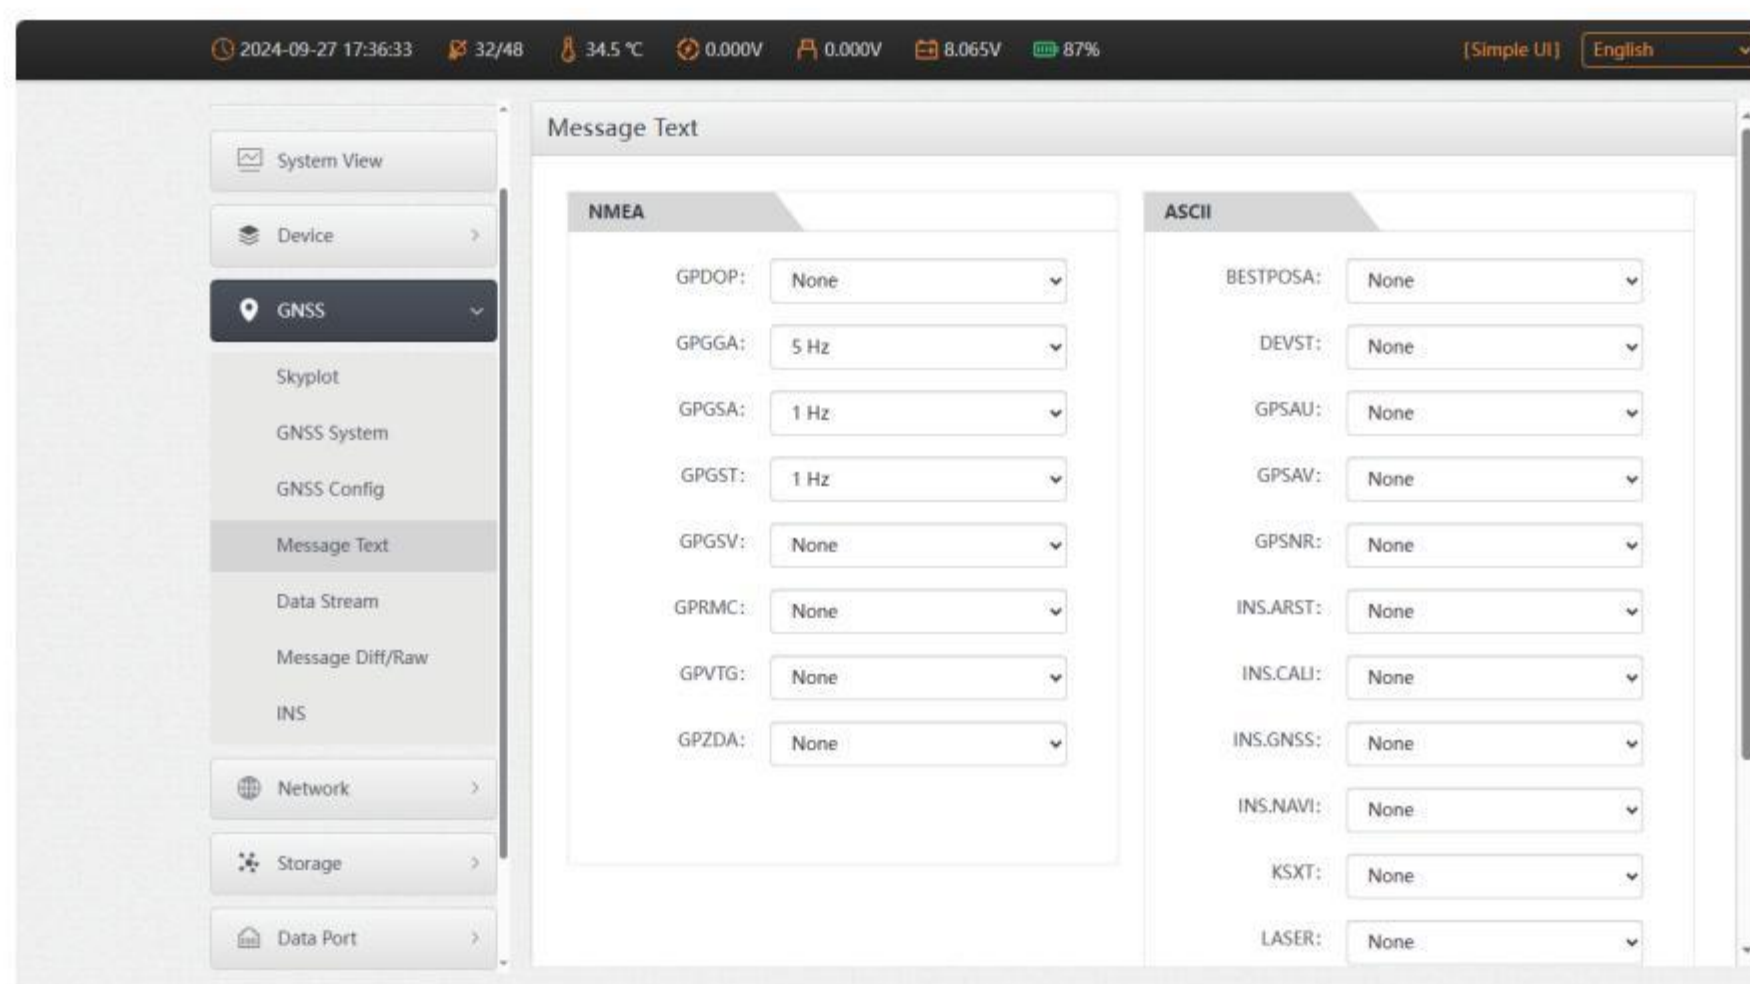 2024-09-27 17:36:33 32/48 34.5 ℃ 0.000V 0.000V 8.065V 87% [Simple UI] English
System View
Device
GNSS
Skyplot
GNSS System
GNSS Config
Message Text
Data Stream
Message Diff/Raw
INS
Network
Storage
Data Port
Message Text
NMEA
GPDOP: None
GPGGA: 5 Hz
GPGSA: 1 Hz
GPGST: 1 Hz
GPGSV: None
GPRMC: None
GPVTG: None
GPZDA: None
ASCII
BESTPOSA: None
DEVST: None
GPSAU: None
GPSAV: None
GPSNR: None
INS.ARST: None
INS.CALI: None
INS.GNSS: None
INS.NAVI: None
KSXT: None
LASER: None